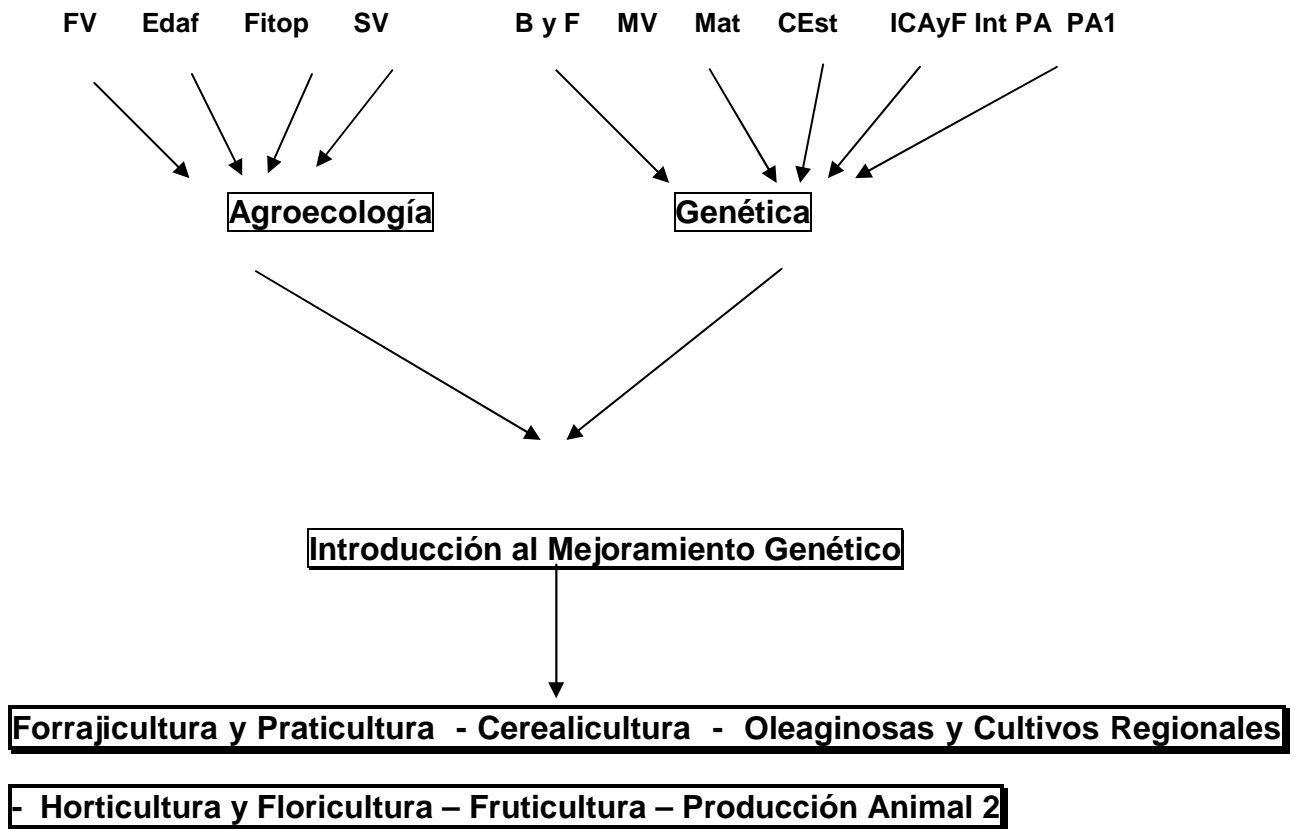 FV Edaf Fitop SV B y F MV Mat CEst ICAyF Int PA PA1
Agroecología Genética
Introducción al Mejoramiento Genético
Forrajicultura y Praticultura - Cerealicultura - Oleaginosas y Cultivos Regionales
- Horticultura y Floricultura – Fruticultura – Producción Animal 2